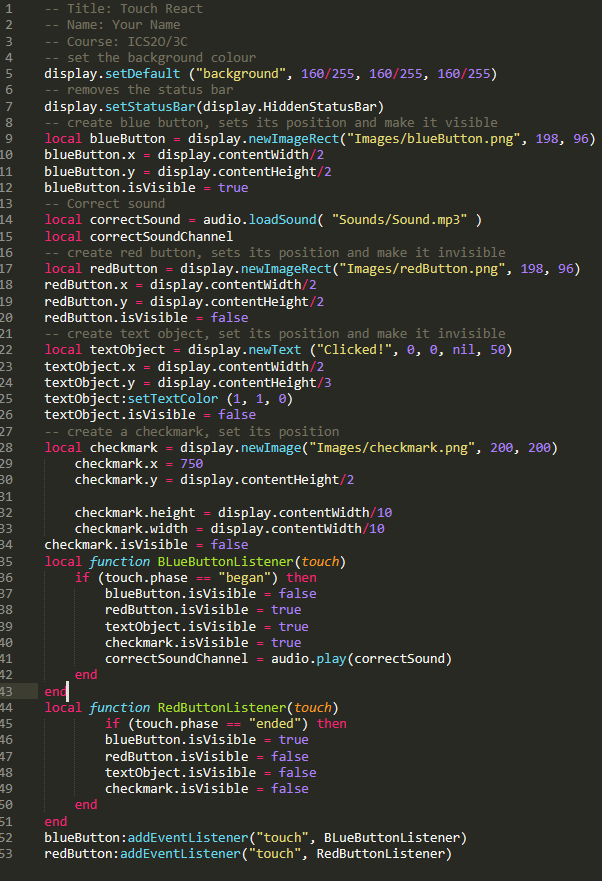 1 -- Title: Touch React
2 -- Name: Your Name
3 -- Course: ICS2O/3C
4 -- set the background colour
5 display.setDefault ("background", 160/255, 160/255, 160/255)
6 -- removes the status bar
7 display.setStatusBar(display.HiddenStatusBar)
8 -- create blue button, sets its position and make it visible
9 local blueButton = display.newImageRect("Images/blueButton.png", 198, 96)
10 blueButton.x = display.contentWidth/2
11 blueButton.y = display.contentHeight/2
12 blueButton.isVisible = true
13 -- Correct sound
14 local correctSound = audio.loadSound( "Sounds/Sound.mp3" )
15 local correctSoundChannel
16 -- create red button, sets its position and make it invisible
17 local redButton = display.newImageRect("Images/redButton.png", 198, 96)
18 redButton.x = display.contentWidth/2
19 redButton.y = display.contentHeight/2
20 redButton.isVisible = false
21 -- create text object, set its position and make it invisible
22 local textObject = display.newText ("Clicked!", 0, 0, nil, 50)
23 textObject.x = display.contentWidth/2
24 textObject.y = display.contentHeight/3
25 textObject:setTextColor (1, 1, 0)
26 textObject.isVisible = false
27 -- create a checkmark, set its position
28 local checkmark = display.newImage("Images/checkmark.png", 200, 200)
29 checkmark.x = 750
30 checkmark.y = display.contentHeight/2
31
32 checkmark.height = display.contentWidth/10
33 checkmark.width = display.contentWidth/10
34 checkmark.isVisible = false
35 local function BLueButtonListener(touch)
36 if (touch.phase == "began") then
37 blueButton.isVisible = false
38 redButton.isVisible = true
39 textObject.isVisible = true
40 checkmark.isVisible = true
41 correctSoundChannel = audio.play(correctSound)
42 end
43 end
44 local function RedButtonListener(touch)
45 if (touch.phase == "ended") then
46 blueButton.isVisible = true
47 redButton.isVisible = false
48 textObject.isVisible = false
49 checkmark.isVisible = false
50 end
51 end
52 blueButton:addEventListener("touch", BLueButtonListener)
53 redButton:addEventListener("touch", RedButtonListener)